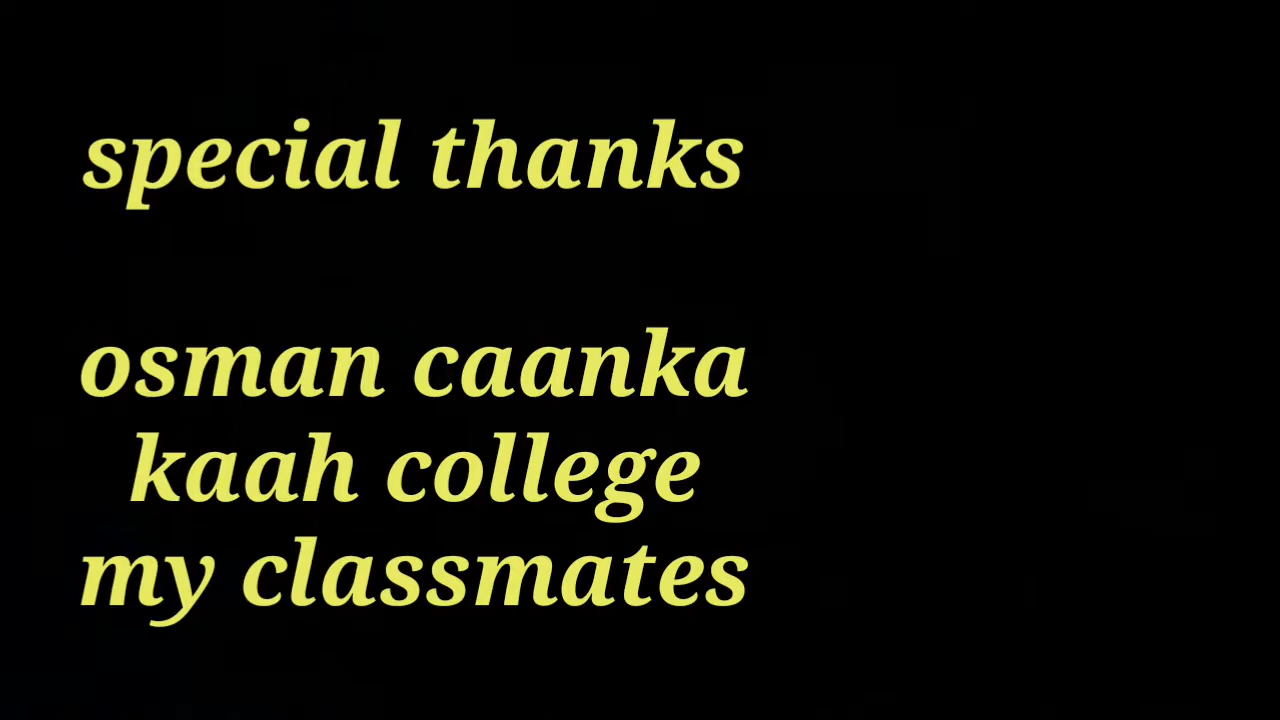 special thanks
osman caanka
kaah college
my classmates